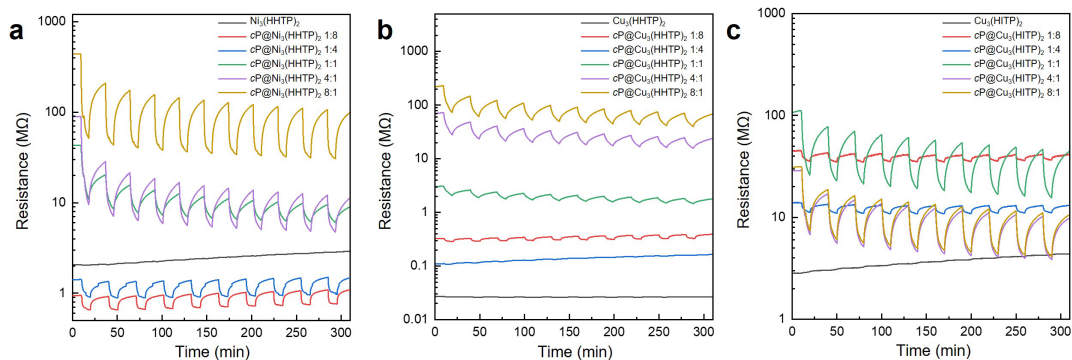 a
Resistance (MΩ)
1000
100
10
1
0 50 100 150 200 250 300
Time (min)
Ni₃(HHTP)₂
cP@Ni₃(HHTP)₂ 1:8
cP@Ni₃(HHTP)₂ 1:4
cP@Ni₃(HHTP)₂ 1:1
cP@Ni₃(HHTP)₂ 4:1
cP@Ni₃(HHTP)₂ 8:1
b
Resistance (MΩ)
1000
100
10
1
0.1
0.01
0 50 100 150 200 250 300
Time (min)
Cu₃(HHTP)₂
cP@Cu₃(HHTP)₂ 1:8
cP@Cu₃(HHTP)₂ 1:4
cP@Cu₃(HHTP)₂ 1:1
cP@Cu₃(HHTP)₂ 4:1
cP@Cu₃(HHTP)₂ 8:1
c
Resistance (MΩ)
1000
100
10
1
0 50 100 150 200 250 300
Time (min)
Cu₃(HITP)₂
cP@Cu₃(HITP)₂ 1:8
cP@Cu₃(HITP)₂ 1:4
cP@Cu₃(HITP)₂ 1:1
cP@Cu₃(HITP)₂ 4:1
cP@Cu₃(HITP)₂ 8:1